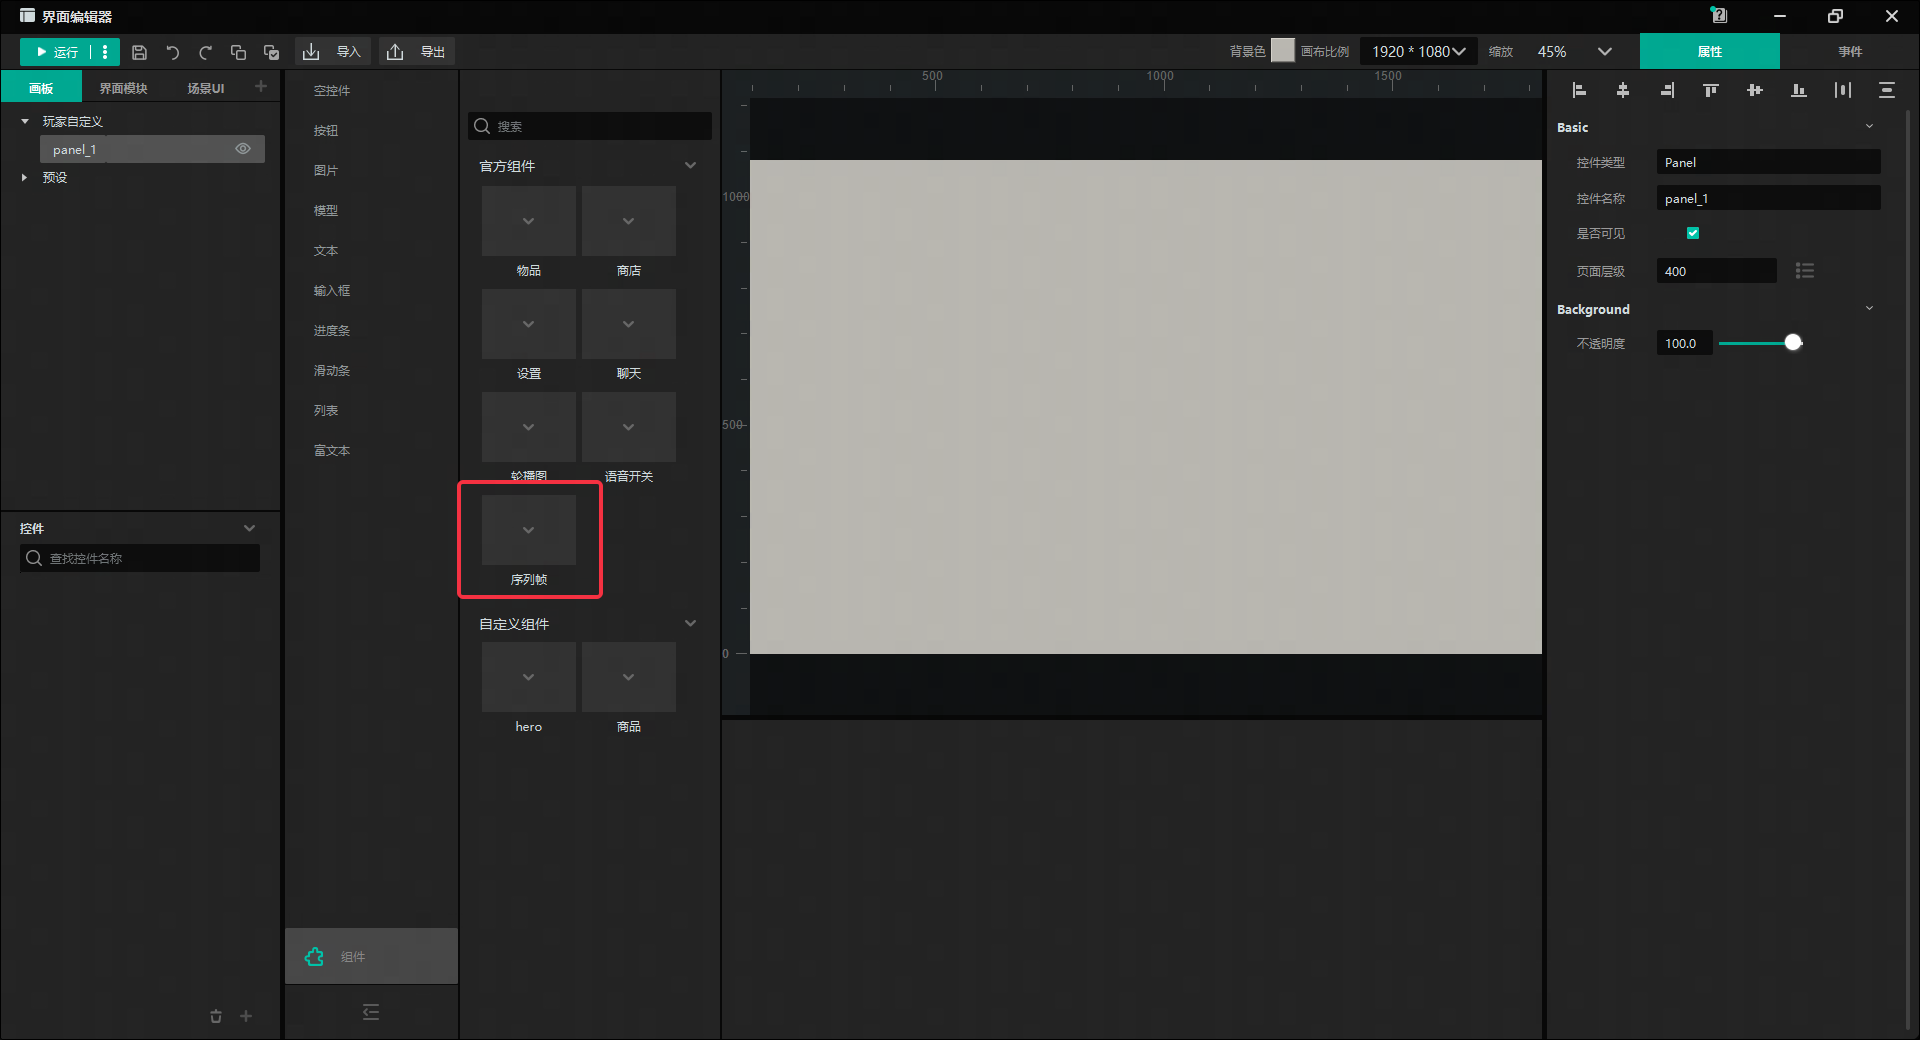 界面编辑器
运行
导入
导出
背景色
画布比例
1920 * 1080
缩放
45%
属性
事件
画板
界面模块
场景UI
玩家自定义
panel_1
预设
控件
查找控件名称
空控件
按钮
图片
模型
文本
输入框
进度条
滑动条
列表
富文本
组件
搜索
官方组件
物品
商店
设置
聊天
轮播图
语音开关
序列帧
自定义组件
hero
商品
500
1000
1500
1000
500
0
Basic
控件类型
Panel
控件名称
panel_1
是否可见
页面层级
400
Background
不透明度
100.0